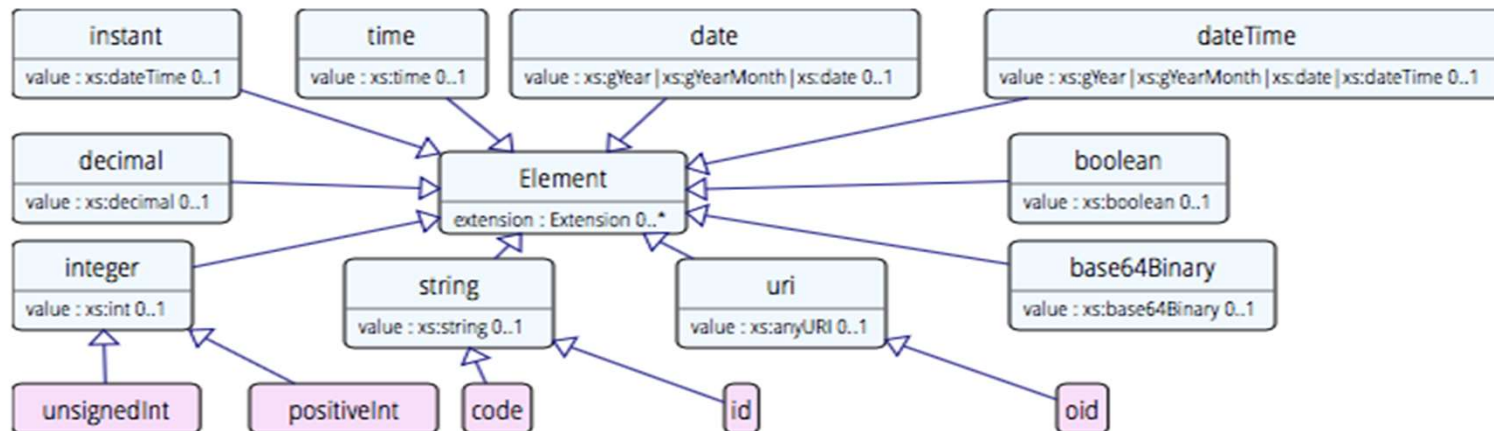 instant
value : xs:dateTime 0..1
time
value : xs:time 0..1
date
value : xs:gYear|xs:gYearMonth|xs:date 0..1
dateTime
value : xs:gYear|xs:gYearMonth|xs:date|xs:dateTime 0..1
decimal
value : xs:decimal 0..1
Element
extension : Extension 0..*
boolean
value : xs:boolean 0..1
integer
value : xs:int 0..1
string
value : xs:string 0..1
uri
value : xs:anyURI 0..1
base64Binary
value : xs:base64Binary 0..1
unsignedInt
positiveInt
code
id
oid